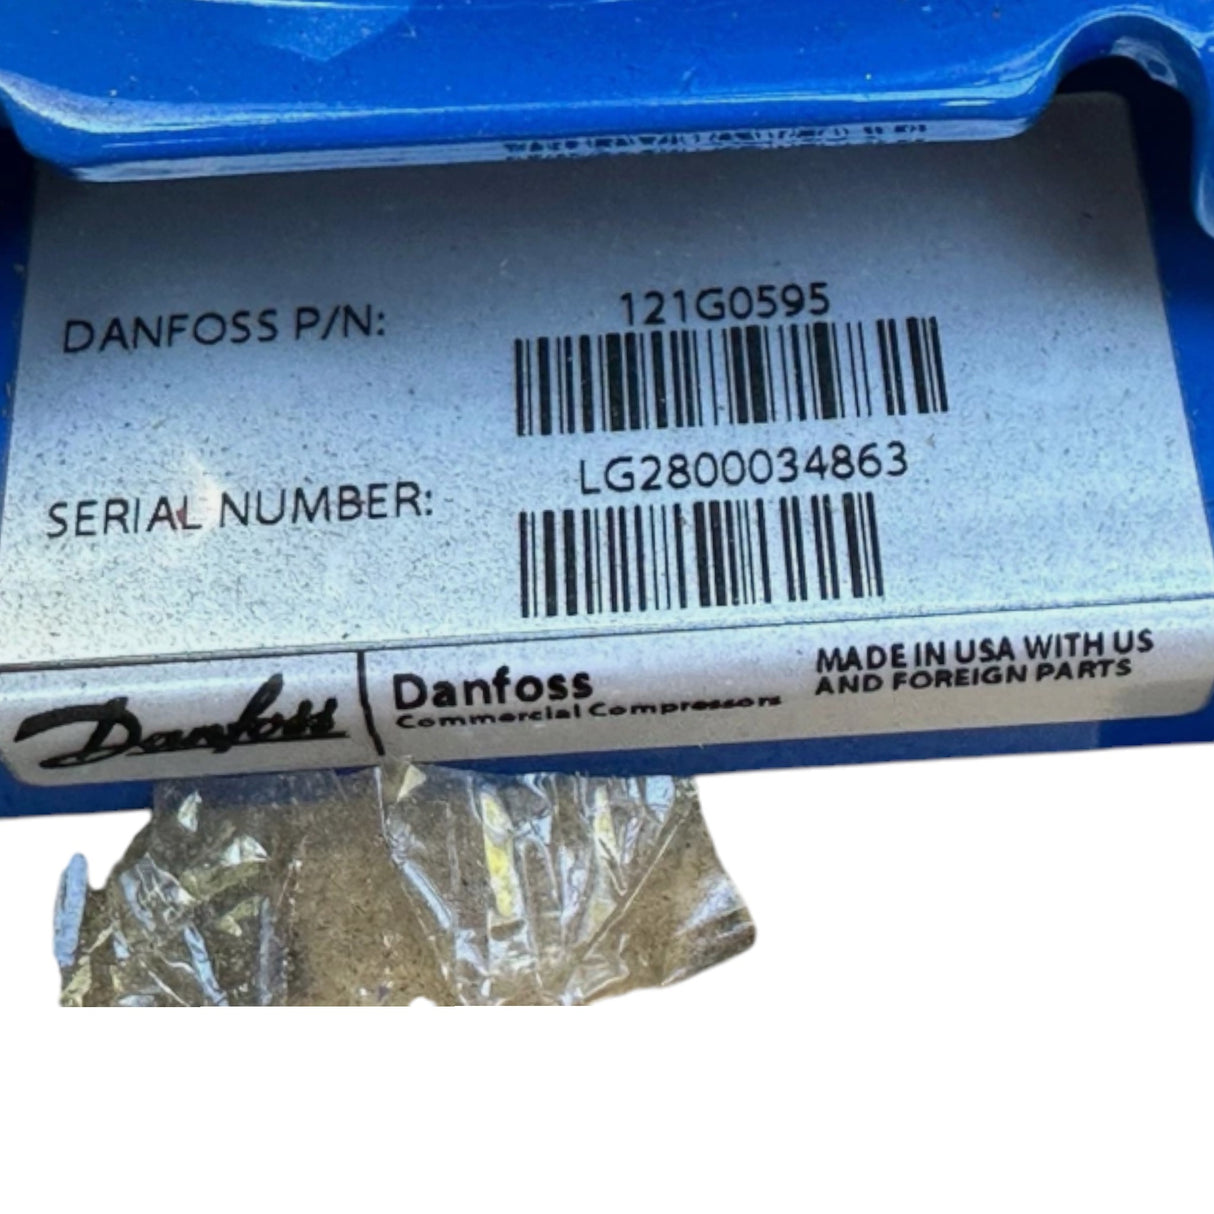 DANFOSS P/N: 121G0595
SERIAL NUMBER: LG2800034863
Danfoss
Danfoss
Commercial Compressors
MADE IN USA WITH US
AND FOREIGN PARTS